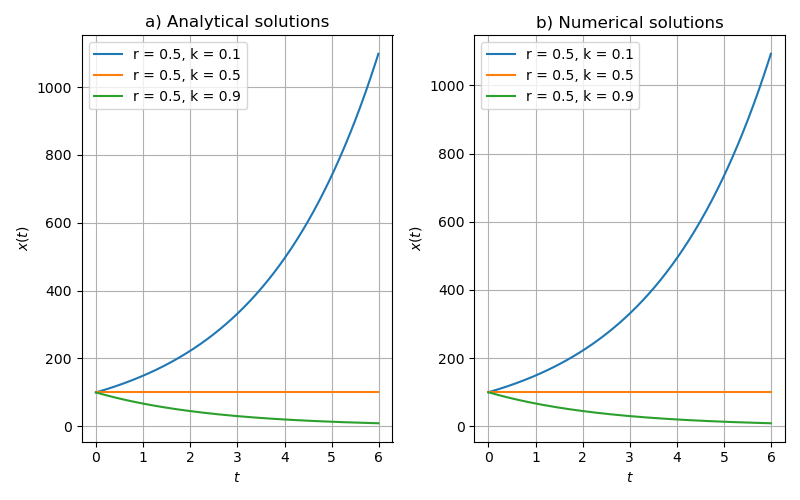 a) Analytical solutions
r = 0.5, k = 0.1
r = 0.5, k = 0.5
r = 0.5, k = 0.9
1000
800
600
400
200
0
x(t)
0 1 2 3 4 5 6
t
b) Numerical solutions
r = 0.5, k = 0.1
r = 0.5, k = 0.5
r = 0.5, k = 0.9
1000
800
600
400
200
0
x(t)
0 1 2 3 4 5 6
t